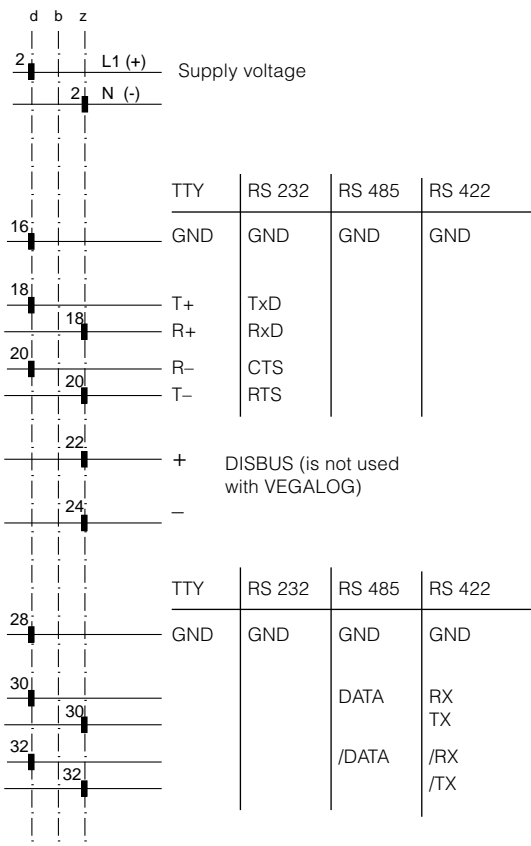 d b z
2 L1 (+) Supply voltage
2 N (-)
TTY RS 232 RS 485 RS 422
16 GND GND GND GND
18 T+ TxD
18 R+ RxD
20 R– CTS
20 T– RTS
22 + DISBUS (is not used
with VEGALOG)
24 –
TTY RS 232 RS 485 RS 422
28 GND GND GND GND
30 DATA RX
30 TX
32 /DATA /RX
32 /TX